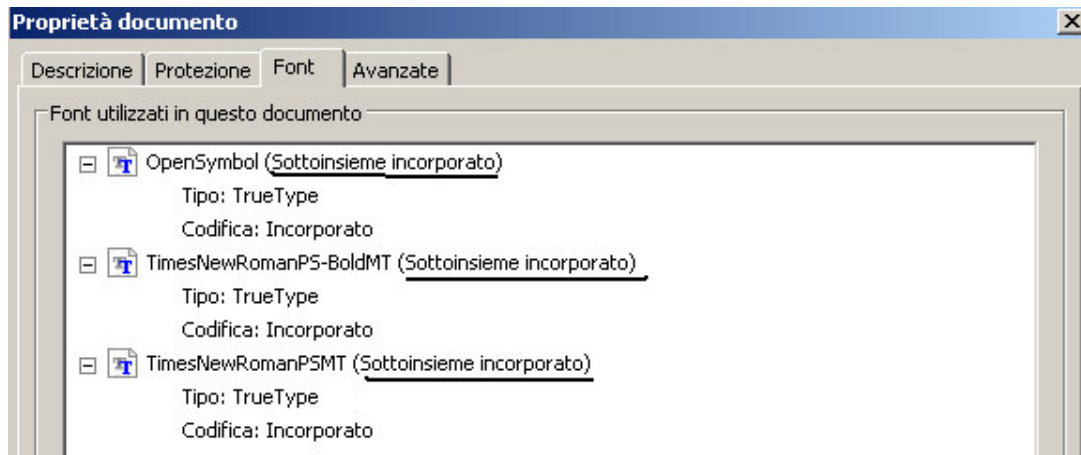 Proprietà documento
Descrizione Protezione Font Avanzate
Font utilizzati in questo documento
OpenSymbol (Sottoinsieme incorporato)
Tipo: TrueType
Codifica: Incorporato
TimesNewRomanPS-BoldMT (Sottoinsieme incorporato)
Tipo: TrueType
Codifica: Incorporato
TimesNewRomanPSMT (Sottoinsieme incorporato)
Tipo: TrueType
Codifica: Incorporato